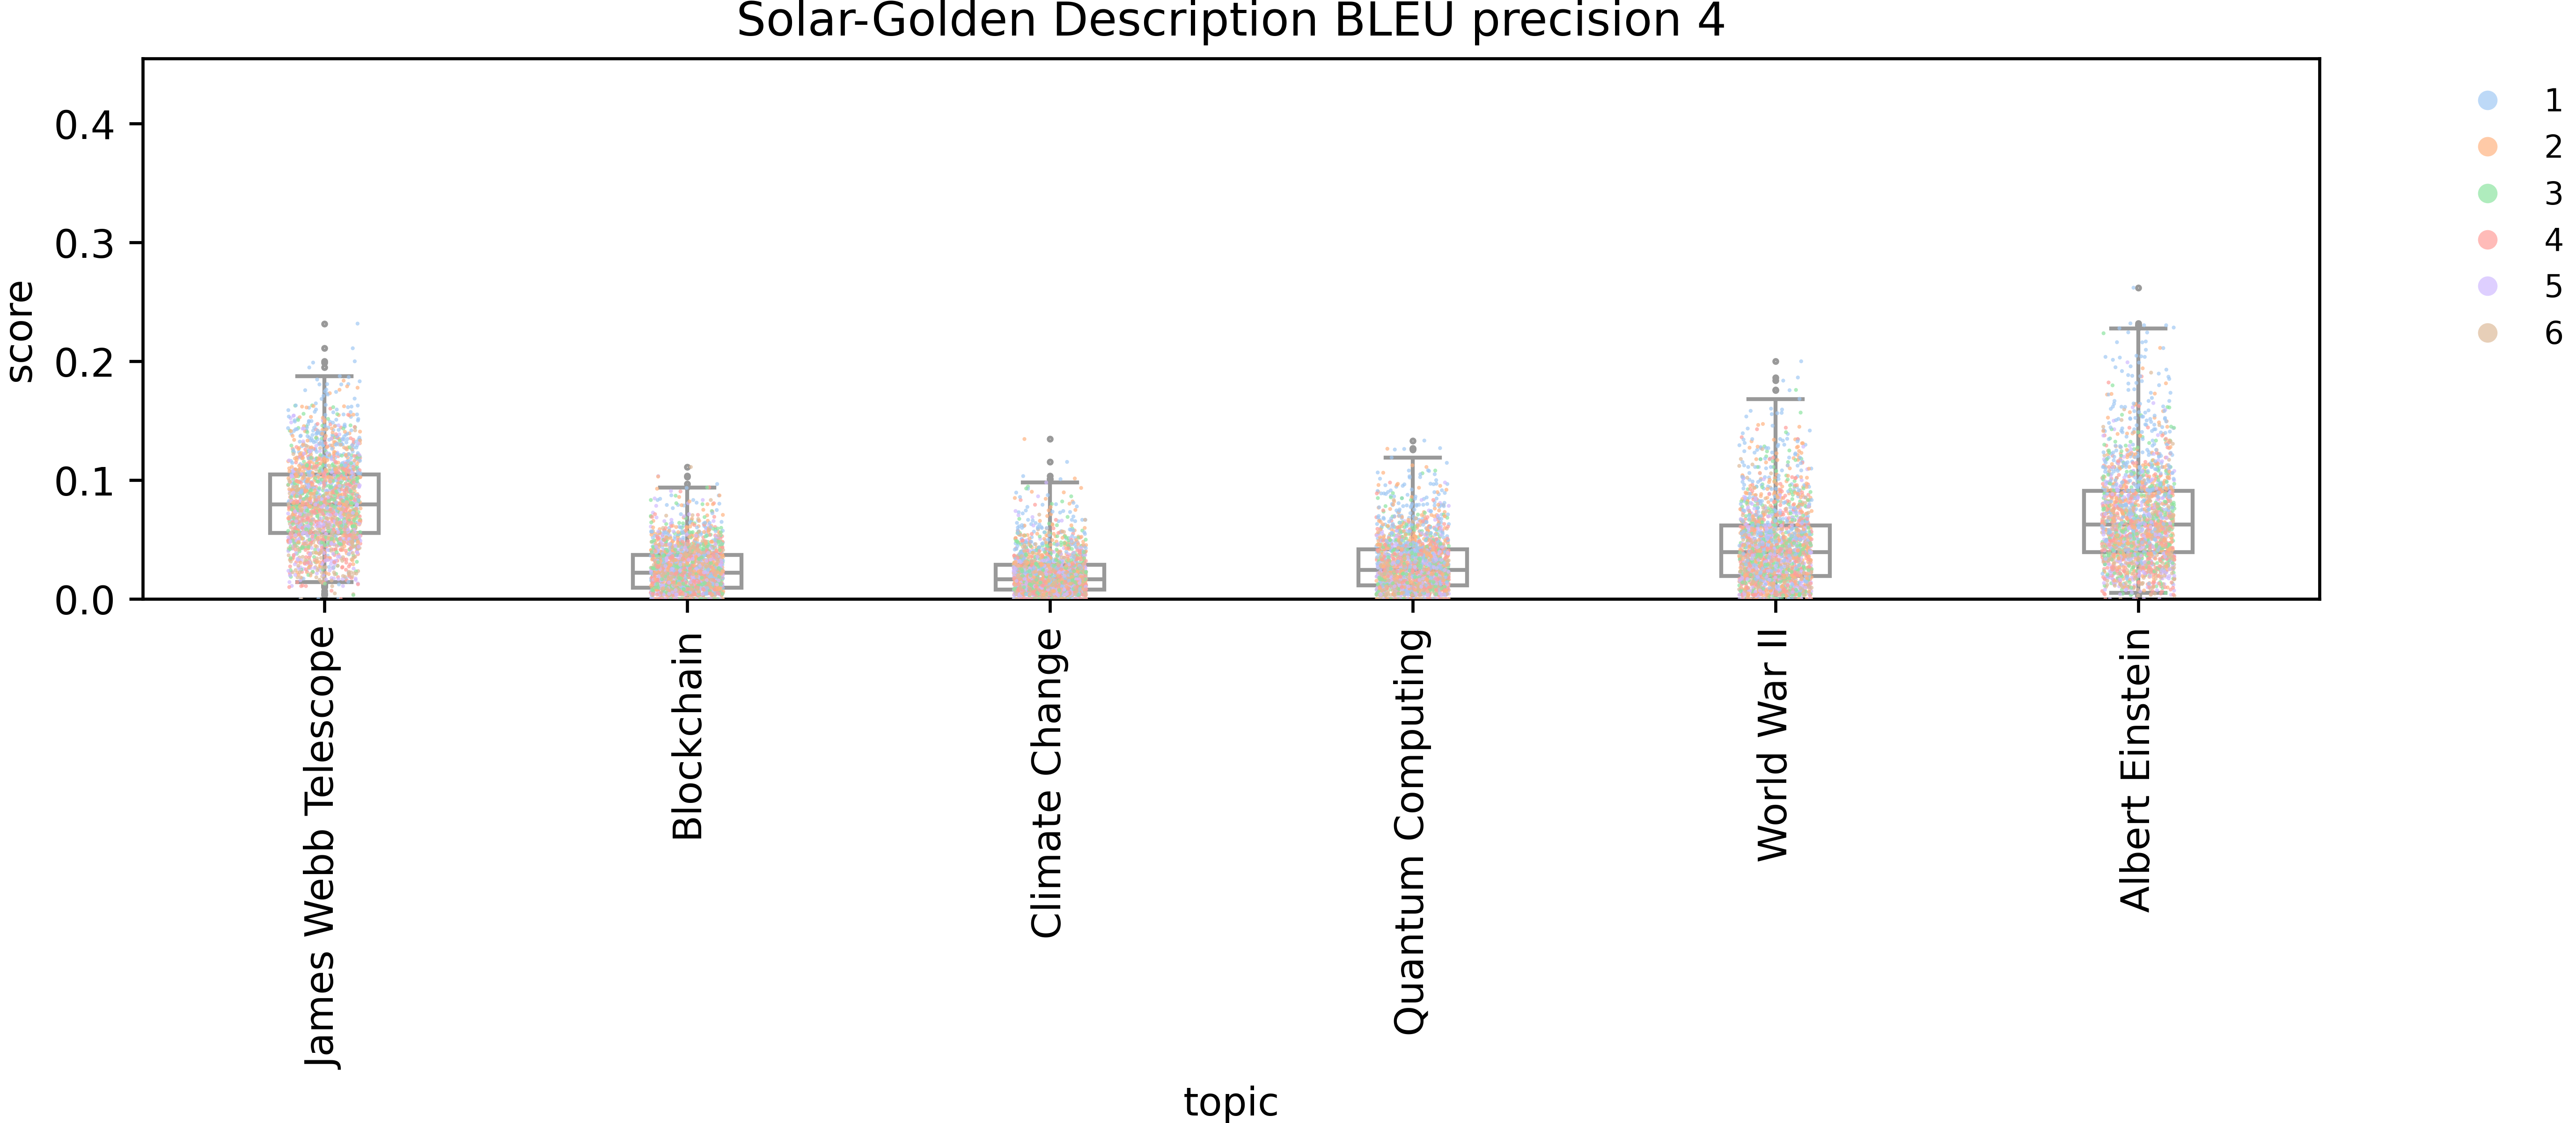 Solar-Golden Description BLEU precision 4
score
0.4
0.3
0.2
0.1
0.0
James Webb Telescope
Blockchain
Climate Change
Quantum Computing
World War II
Albert Einstein
topic
1
2
3
4
5
6